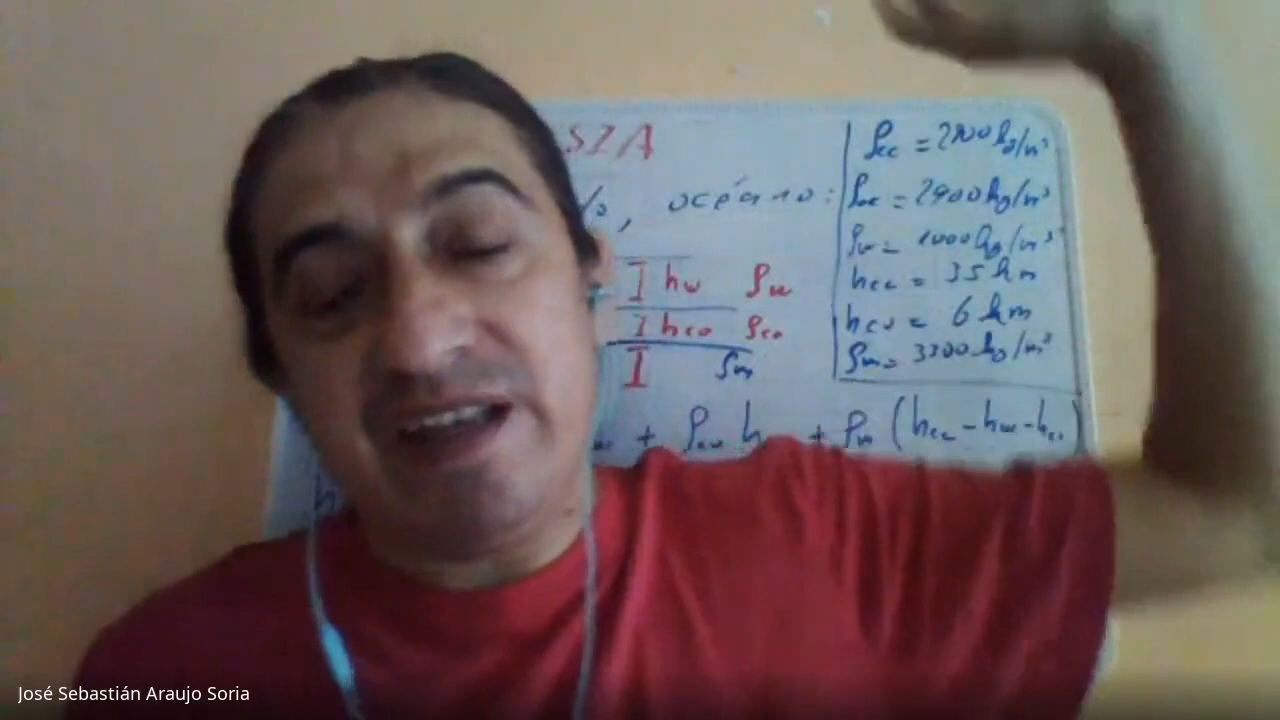 SZA
, océano:
I hw ρw
I hco ρco
I ρm
ρcc = 2800 kg/m³
ρoc = 2900 kg/m³
ρw = 1000 kg/m³
hcc = 35 km
hco = 6 km
ρm = 3300 kg/m³
+ ρco h + ρm (hcc - hw - hco)
h
José Sebastián Araujo Soria